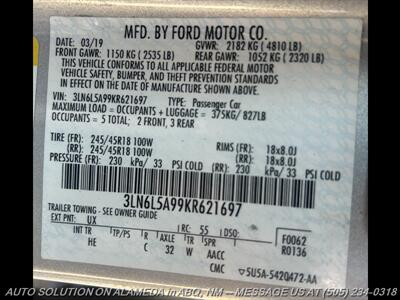 MFD. BY FORD MOTOR CO.
DATE: 03/19 GVWR: 2182 KG ( 4810 LB)
FRONT GAWR: 1150 KG ( 2535 LB) REAR GAWR: 1052 KG ( 2320 LB)
THIS VEHICLE CONFORMS TO ALL APPLICABLE FEDERAL MOTOR
VEHICLE SAFETY, BUMPER, AND THEFT PREVENTION STANDARDS
IN EFFECT ON THE DATE OF MANUFACTURE SHOWN ABOVE.
VIN: 3LN6L5A99KR621697 TYPE: Passenger Car
MAXIMUM LOAD= OCCUPANTS + LUGGAGE = 375KG/ 827LB
OCCUPANTS = 5 TOTAL; 2 FRONT, 3 REAR
TIRE (FR): 245/45R18 100W RIMS (FR): 18x8.0J
(RR): 245/45R18 100W (RR): 18x8.0J
PRESSURE (FR): 230 kPa/ 33 PSI COLD (RR): 230 kPa/ 33 PSI COLD
3LN6L5A99KR621697
TRAILER TOWING - SEE OWNER GUIDE
EXT PNT: UX RC: 55 DSO: F0062
INT TR TP/PS R AXLE TR SPR R0136
HE C 32 W AACC
CMC 5U5A-5420472-AA
AUTO SOLUTION ON ALAMEDA in ABQ, NM -- MESSAGE US AT (505) 234-0318